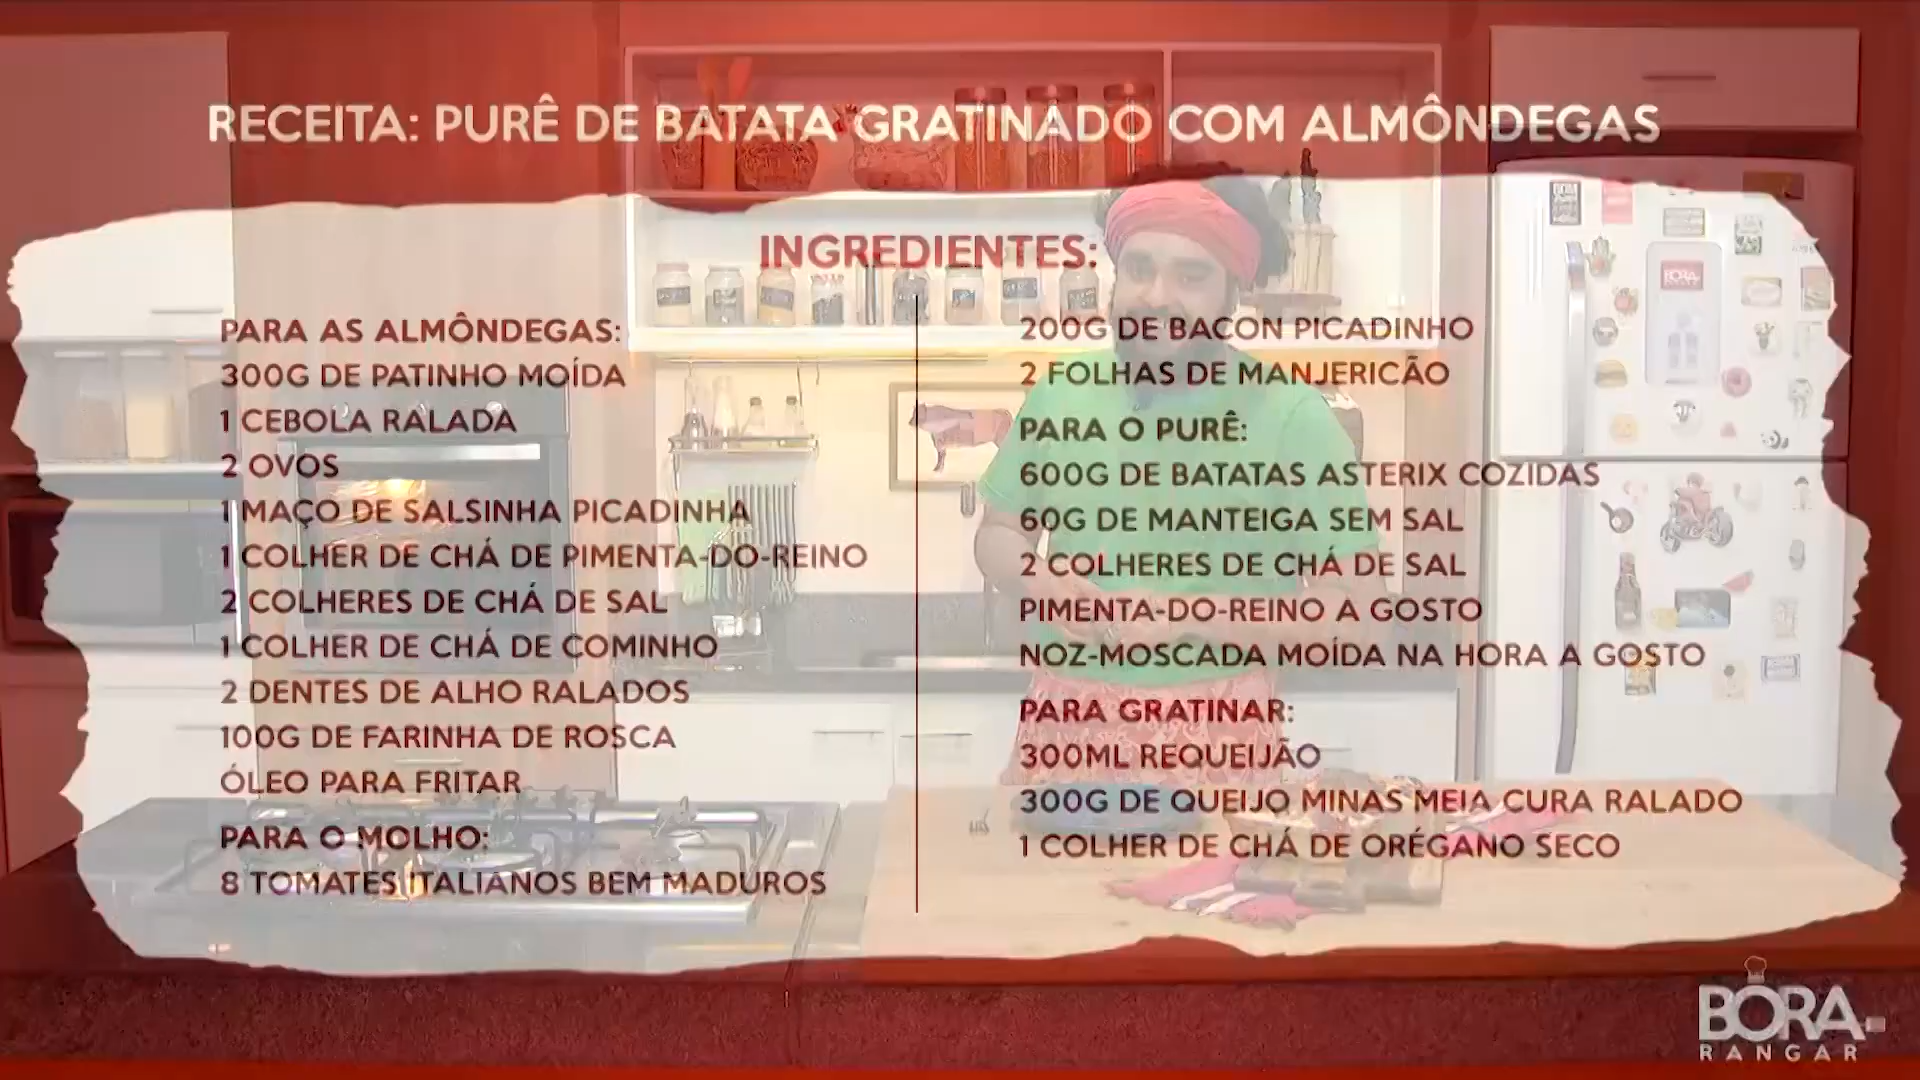 RECEITA: PURÊ DE BATATA GRATINADO COM ALMÔNDEGAS
INGREDIENTES:
PARA AS ALMÔNDEGAS:
300G DE PATINHO MOÍDA
1 CEBOLA RALADA
2 OVOS
1 MAÇO DE SALSINHA PICADINHA
1 COLHER DE CHÁ DE PIMENTA-DO-REINO
2 COLHERES DE CHÁ DE SAL
1 COLHER DE CHÁ DE COMINHO
2 DENTES DE ALHO RALADOS
100G DE FARINHA DE ROSCA
ÓLEO PARA FRITAR
PARA O MOLHO:
8 TOMATES ITALIANOS BEM MADUROS
200G DE BACON PICADINHO
2 FOLHAS DE MANJERICÃO
PARA O PURÊ:
600G DE BATATAS ASTERIX COZIDAS
60G DE MANTEIGA SEM SAL
2 COLHERES DE CHÁ DE SAL
PIMENTA-DO-REINO A GOSTO
NOZ-MOSCADA MOÍDA NA HORA A GOSTO
PARA GRATINAR:
300ML REQUEIJÃO
300G DE QUEIJO MINAS MEIA CURA RALADO
1 COLHER DE CHÁ DE ORÉGANO SECO
BORA
RANGAR